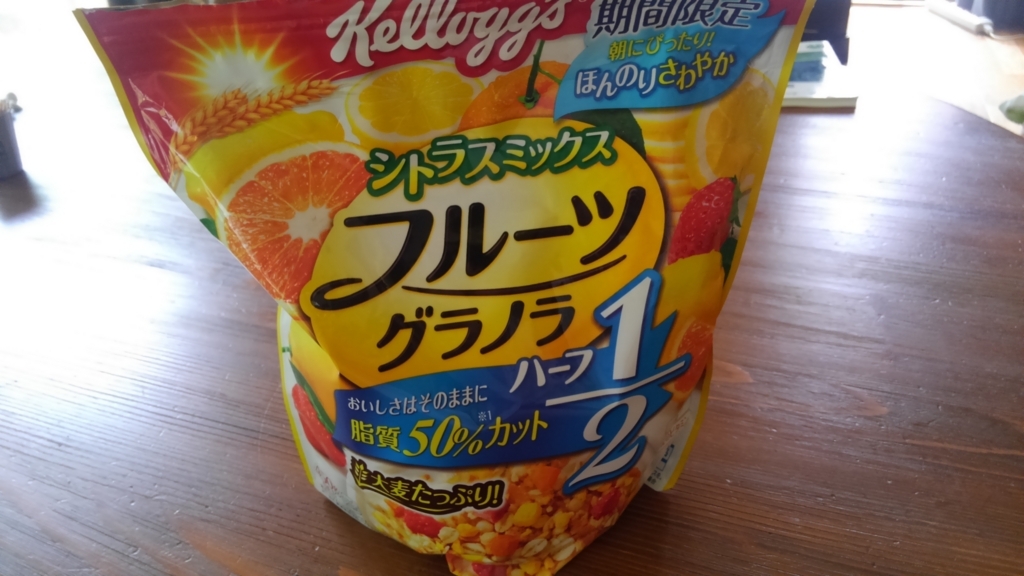 Kellogg's
期間限定
朝にぴったり!
ほんのりさわやか
シトラスミックス
フルーツ
グラノラ
ハーフ 1/2
おいしさはそのままに
脂質50%※1カット
大麦たっぷり!